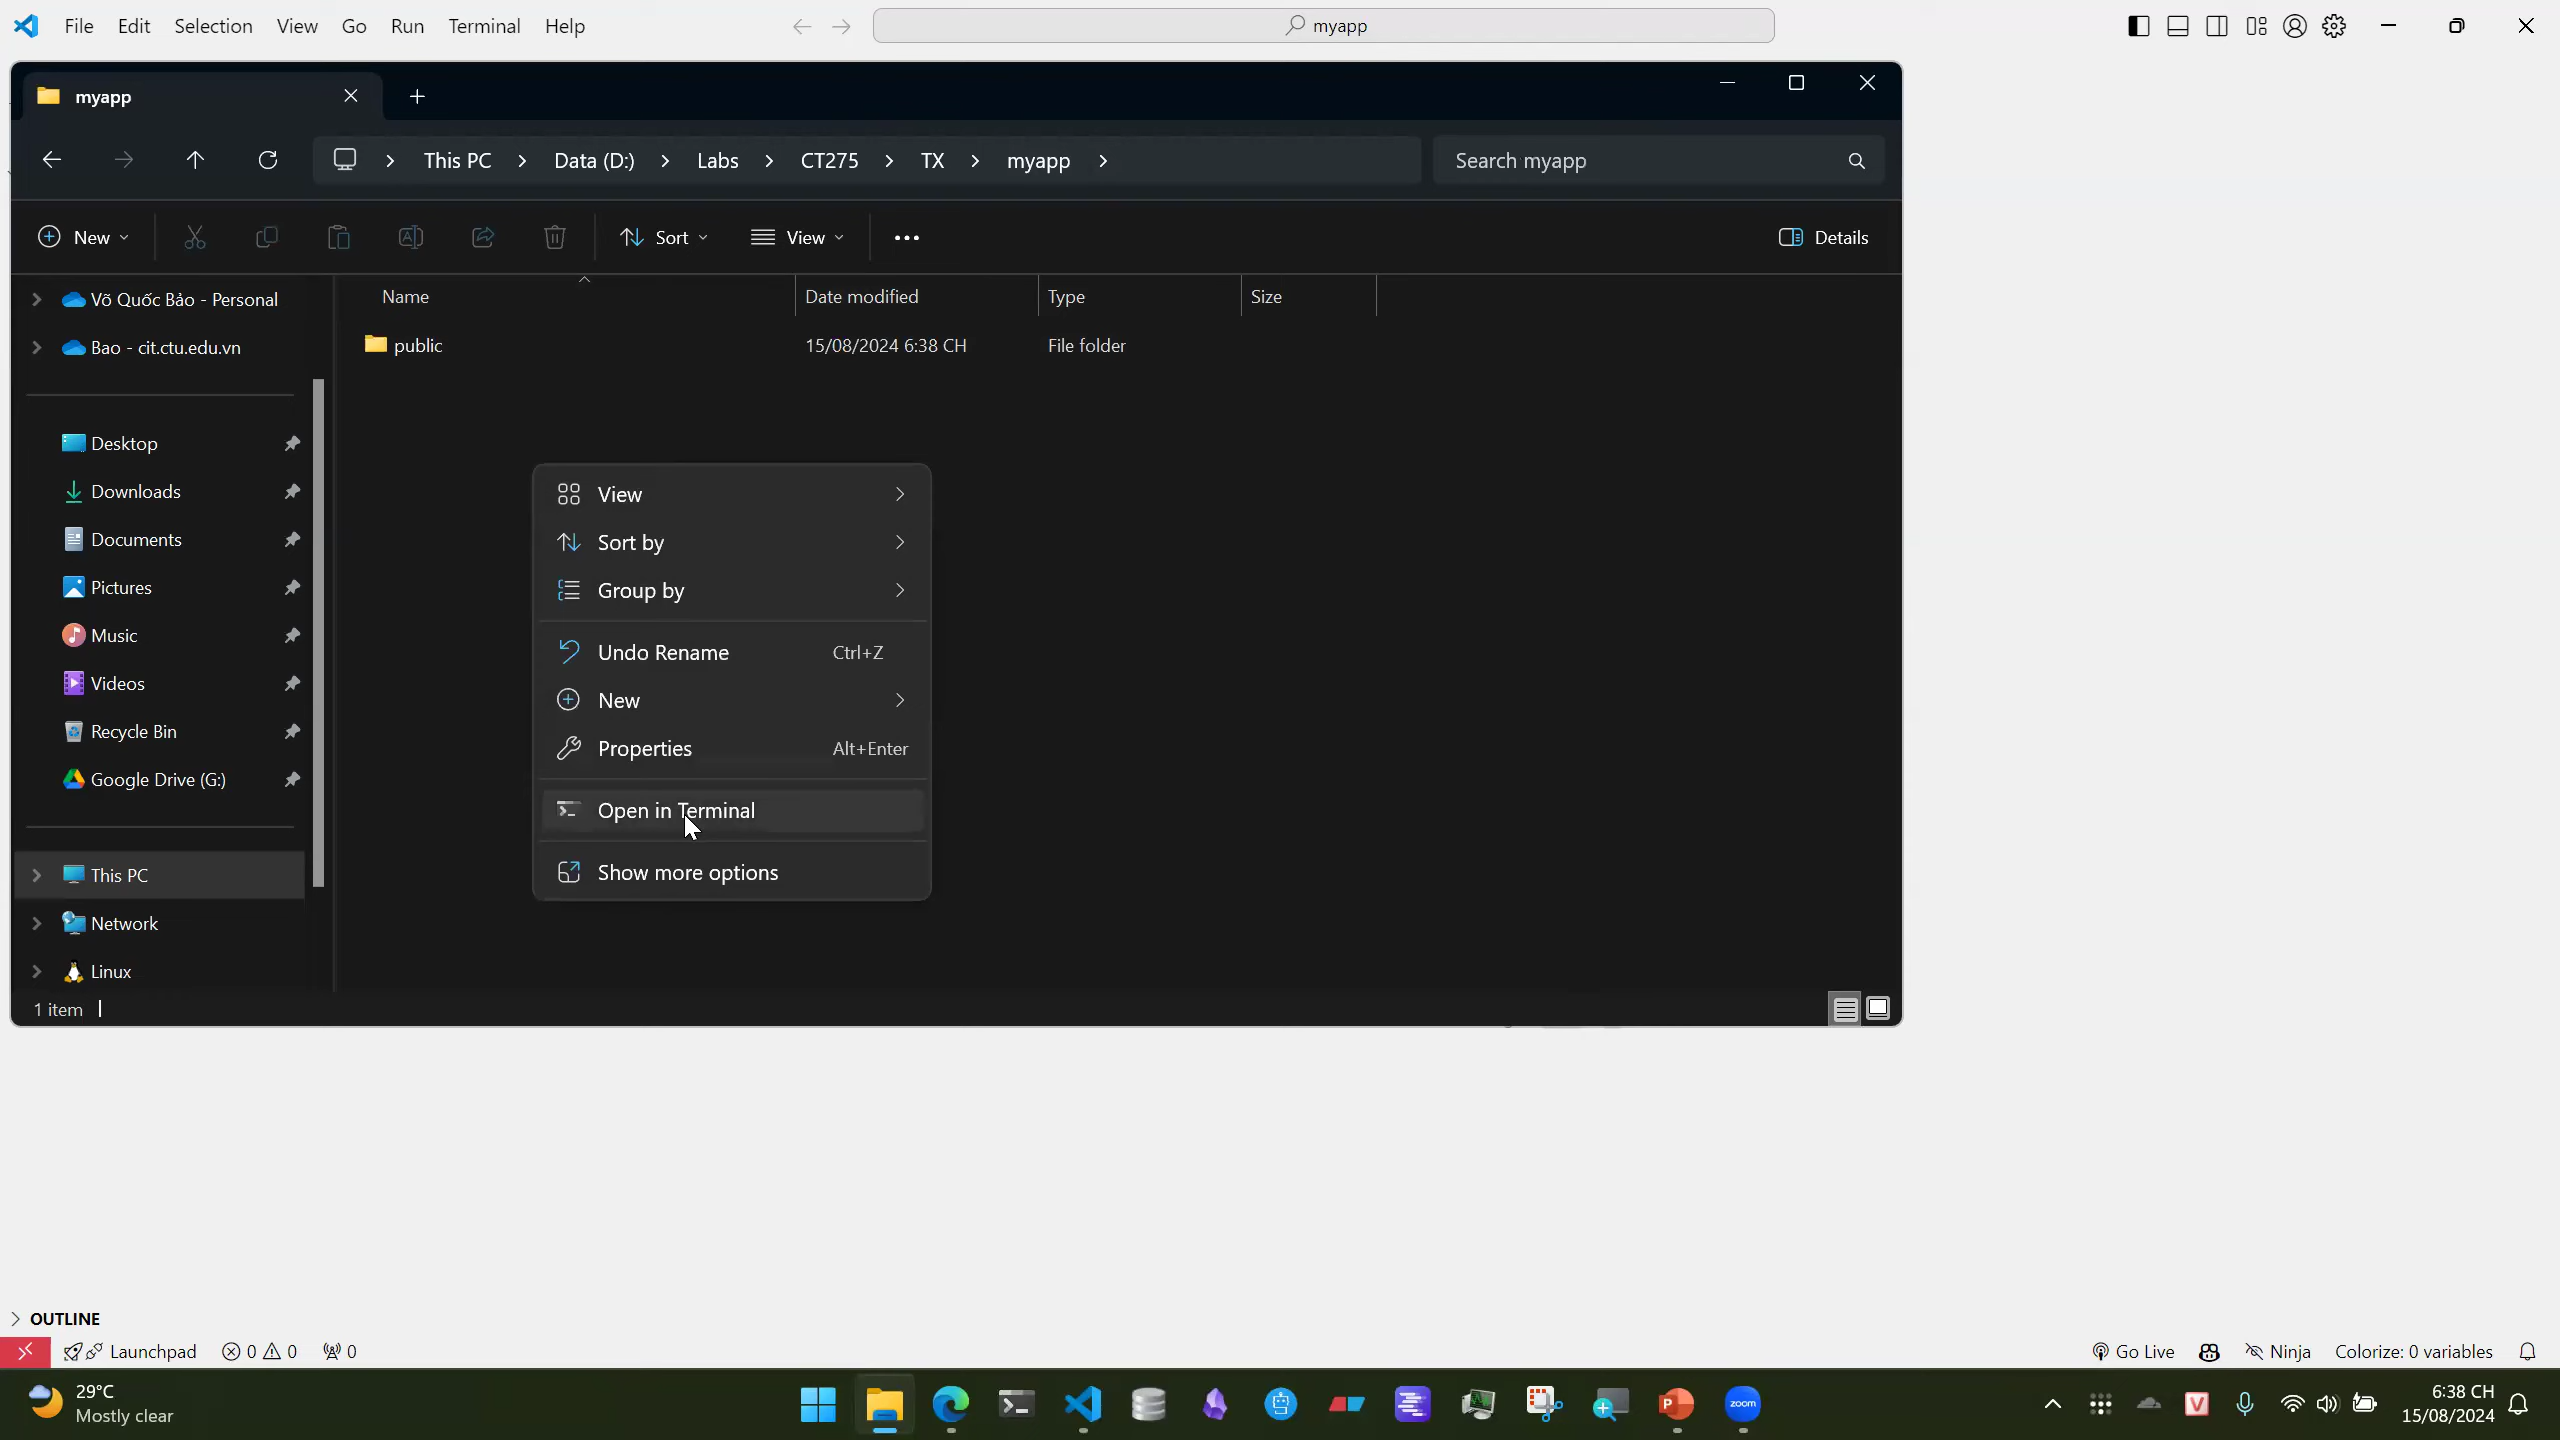 File Edit Selection View Go Run Terminal Help
myapp
myapp
This PC Data (D:) Labs CT275 TX myapp
Search myapp
New Sort View Details
Name Date modified Type Size
public 15/08/2024 6:38 CH File folder
Võ Quốc Bảo - Personal
Bao - cit.ctu.edu.vn
Desktop
Downloads
Documents
Pictures
Music
Videos
Recycle Bin
Google Drive (G:)
This PC
Network
Linux
View
Sort by
Group by
Undo Rename Ctrl+Z
New
Properties Alt+Enter
Open in Terminal
Show more options
1 item
OUTLINE
Launchpad 0 0 0 Go Live Ninja Colorize: 0 variables
29°C
Mostly clear
P
zoom
V
6:38 CH
15/08/2024